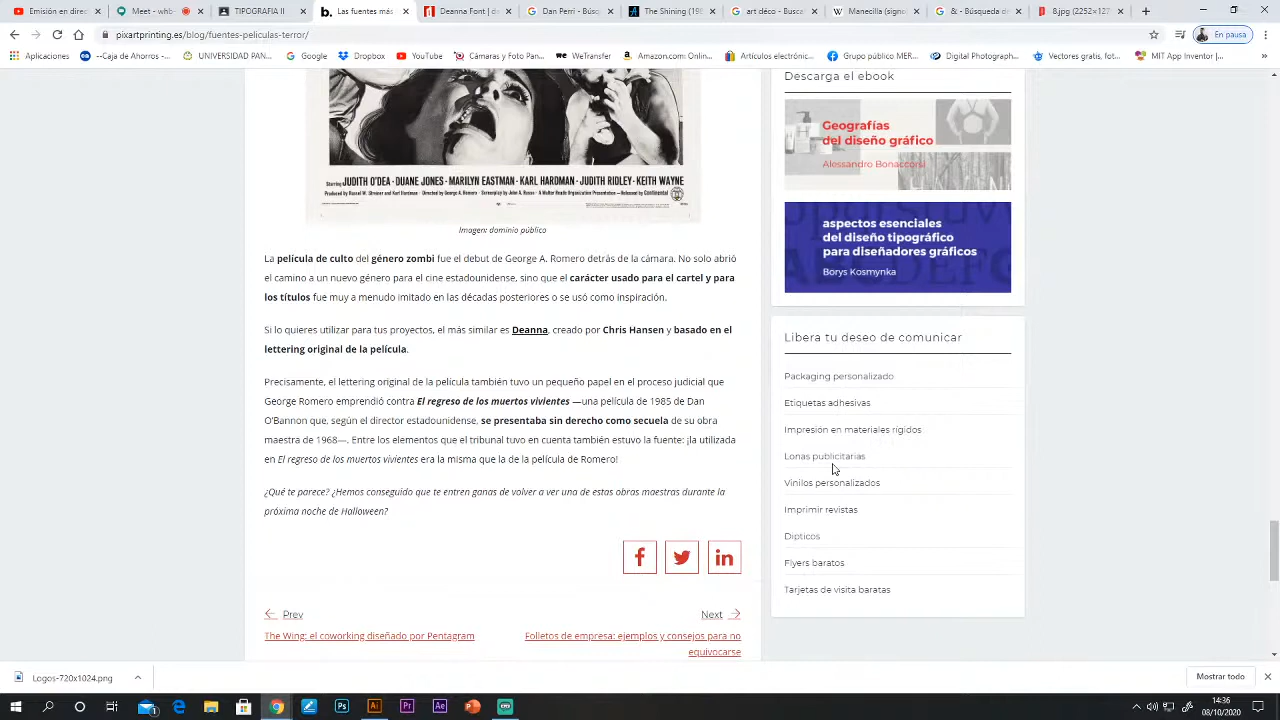 Emisión en direct
Meet – whb-
TIPOGRAFIA III
Las fuentes más
Deanna Font | da
Dan Perri - Búsq
The Shining (198
art déco - Busca
Manecilla (signo
& - Búsqueda de
8.jpg (2252×127
pixartprinting.es/blog/fuentes-peliculas-terror/
En pausa
Aplicaciones
--Caja de Ahorros -...
UNIVERSIDAD PAN...
Google
Dropbox
YouTube
Cámaras y Foto Pan...
WeTransfer
Amazon.com: Onlin...
Artículos electrónic...
Grupo público MER...
Digital Photograph...
Vectores gratis, fot...
MIT App Inventor |...
Starring JUDITH O'DEA · DUANE JONES · MARILYN EASTMAN · KARL HARDMAN · JUDITH RIDLEY · KEITH WAYNE
Imagen: dominio público
La película de culto del género zombi fue el debut de George A. Romero detrás de la cámara. No solo abrió
el camino a un nuevo género para el cine estadounidense, sino que el carácter usado para el cartel y para
los títulos fue muy a menudo imitado en las décadas posteriores o se usó como inspiración.
Si lo quieres utilizar para tus proyectos, el más similar es Deanna, creado por Chris Hansen y basado en el
lettering original de la película.
Precisamente, el lettering original de la película también tuvo un pequeño papel en el proceso judicial que
George Romero emprendió contra El regreso de los muertos vivientes —una película de 1985 de Dan
O'Bannon que, según el director estadounidense, se presentaba sin derecho como secuela de su obra
maestra de 1968—. Entre los elementos que el tribunal tuvo en cuenta también estuvo la fuente: ¡la utilizada
en El regreso de los muertos vivientes era la misma que la de la película de Romero!
¿Qué te parece? ¿Hemos conseguido que te entren ganas de volver a ver una de estas obras maestras durante la
próxima noche de Halloween?
Prev
The Wing: el coworking diseñado por Pentagram
Next
Folletos de empresa: ejemplos y consejos para no
equivocarse
Descarga el ebook
Geografías
del diseño gráfico
Alessandro Bonaccorsi
aspectos esenciales
del diseño tipográfico
para diseñadores gráficos
Borys Kosmynka
Libera tu deseo de comunicar
Packaging personalizado
Etiquetas adhesivas
Impresión en materiales rígidos
Lonas publicitarias
Vinilos personalizados
Imprimir revistas
Dipticos
Flyers baratos
Tarjetas de visita baratas
Logos-720x1024.png
Mostrar todo
14:36
08/10/2020